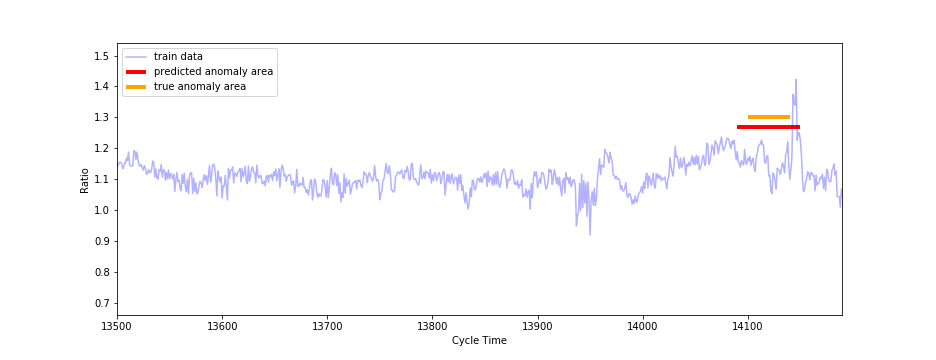 1.5
1.4
1.3
1.2
1.1
1.0
0.9
0.8
0.7
Ratio
train data
predicted anomaly area
true anomaly area
13500 13600 13700 13800 13900 14000 14100
Cycle Time